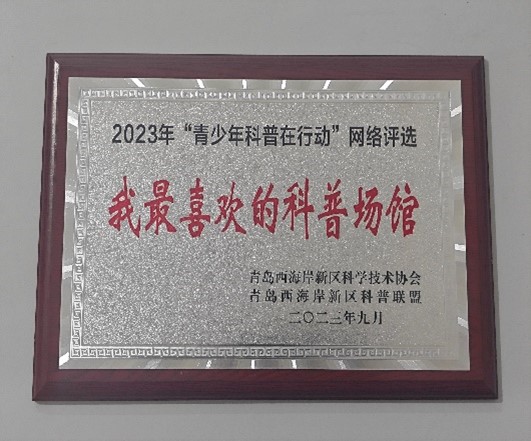 2023年“青少年科普在行动”网络评选
我最喜欢的科普场馆
青岛西海岸新区科学技术协会
青岛西海岸新区科普联盟
二〇二三年九月